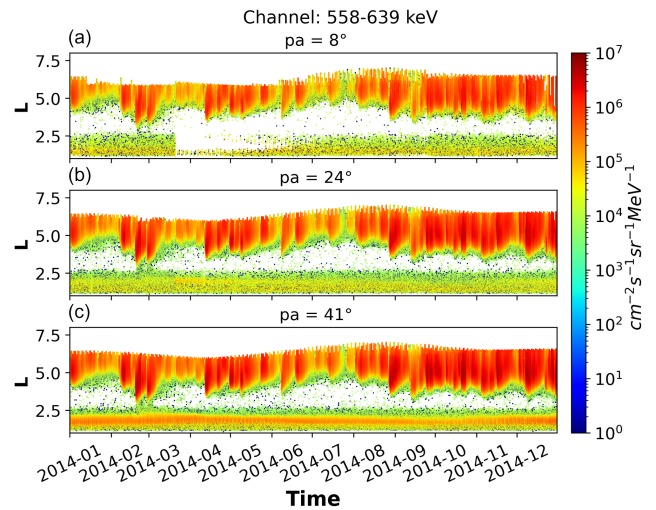 Channel: 558-639 keV
(a)
pa = 8°
7.5
5.0
2.5
L
(b)
pa = 24°
7.5
5.0
2.5
L
(c)
pa = 41°
7.5
5.0
2.5
L
2014-01
2014-02
2014-03
2014-04
2014-05
2014-06
2014-07
2014-08
2014-09
2014-10
2014-11
2014-12
Time
10⁷
10⁶
10⁵
10⁴
10³
10²
10¹
10⁰
cm⁻²s⁻¹sr⁻¹MeV⁻¹